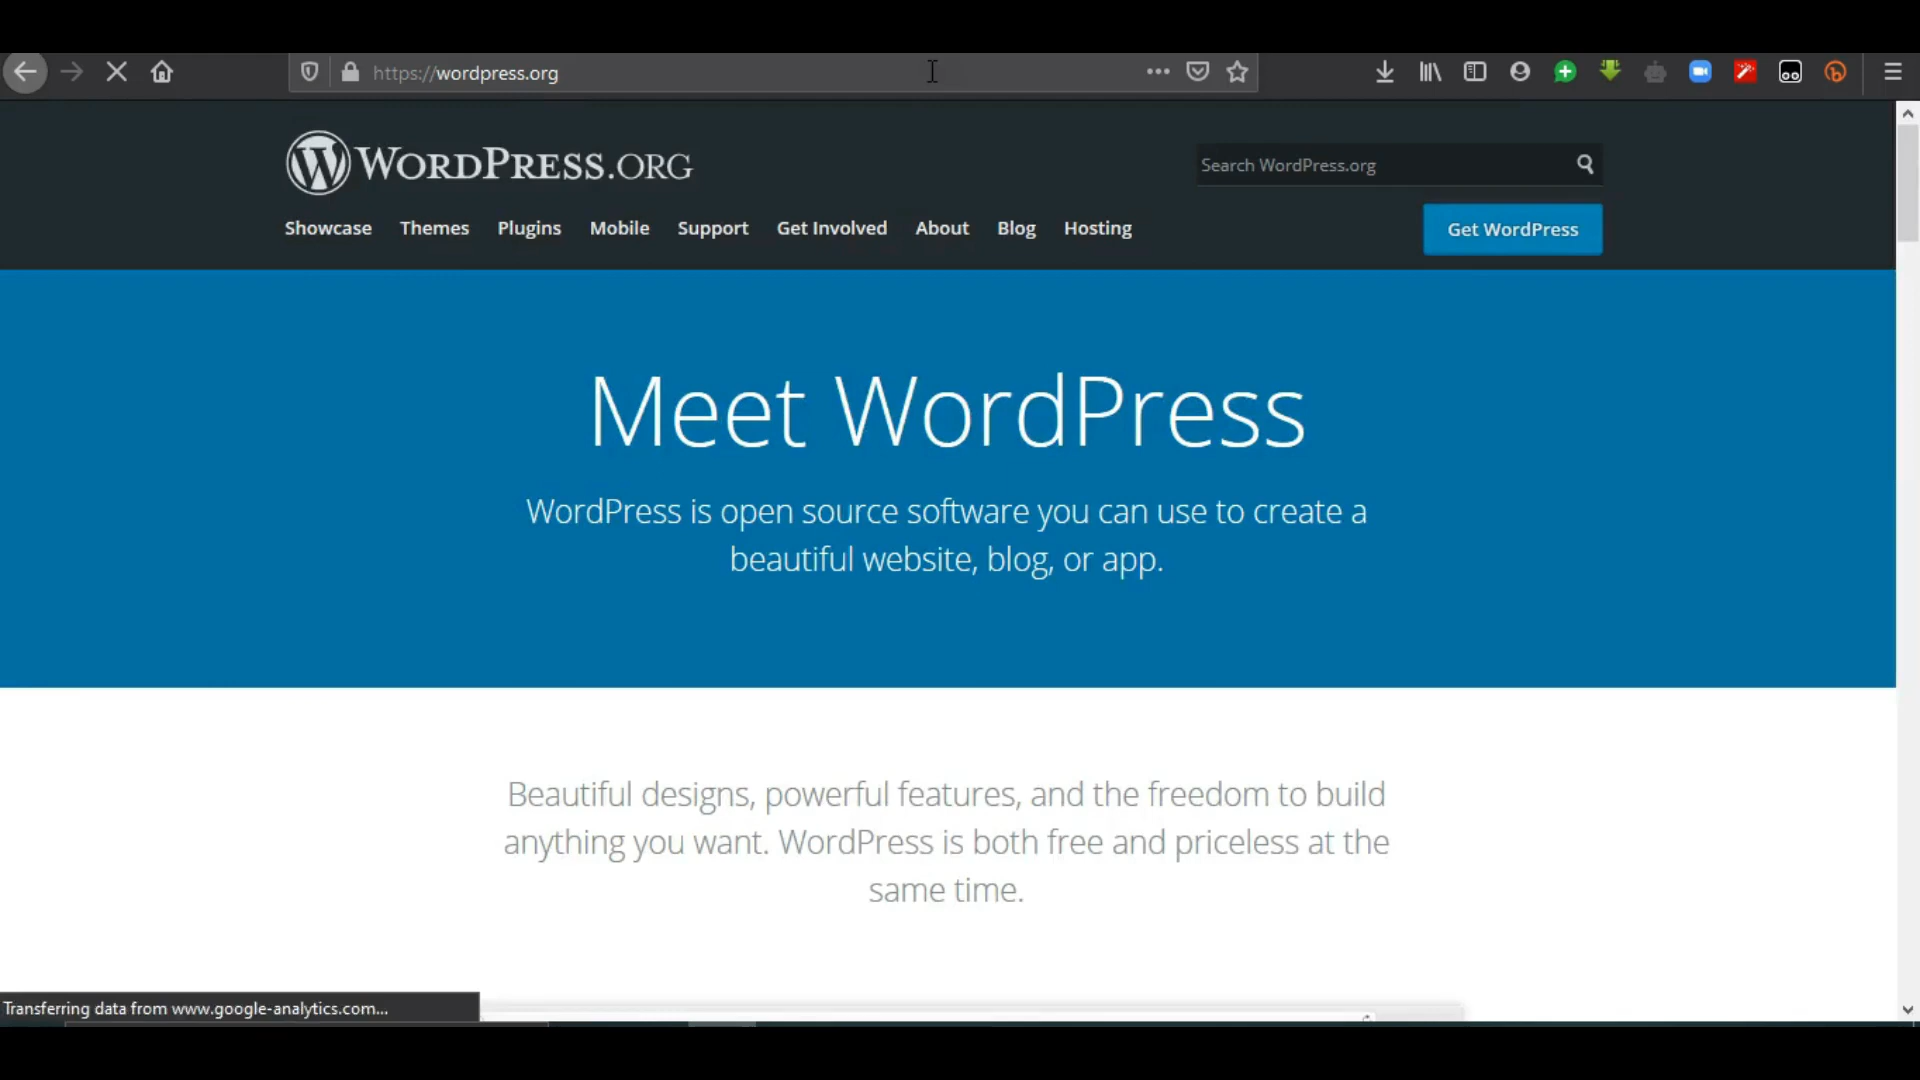 https://wordpress.org
WORDPRESS.ORG
Search WordPress.org
Showcase Themes Plugins Mobile Support Get Involved About Blog Hosting
Get WordPress
Meet WordPress
WordPress is open source software you can use to create a
beautiful website, blog, or app.
Beautiful designs, powerful features, and the freedom to build
anything you want. WordPress is both free and priceless at the
same time.
Transferring data from www.google-analytics.com...